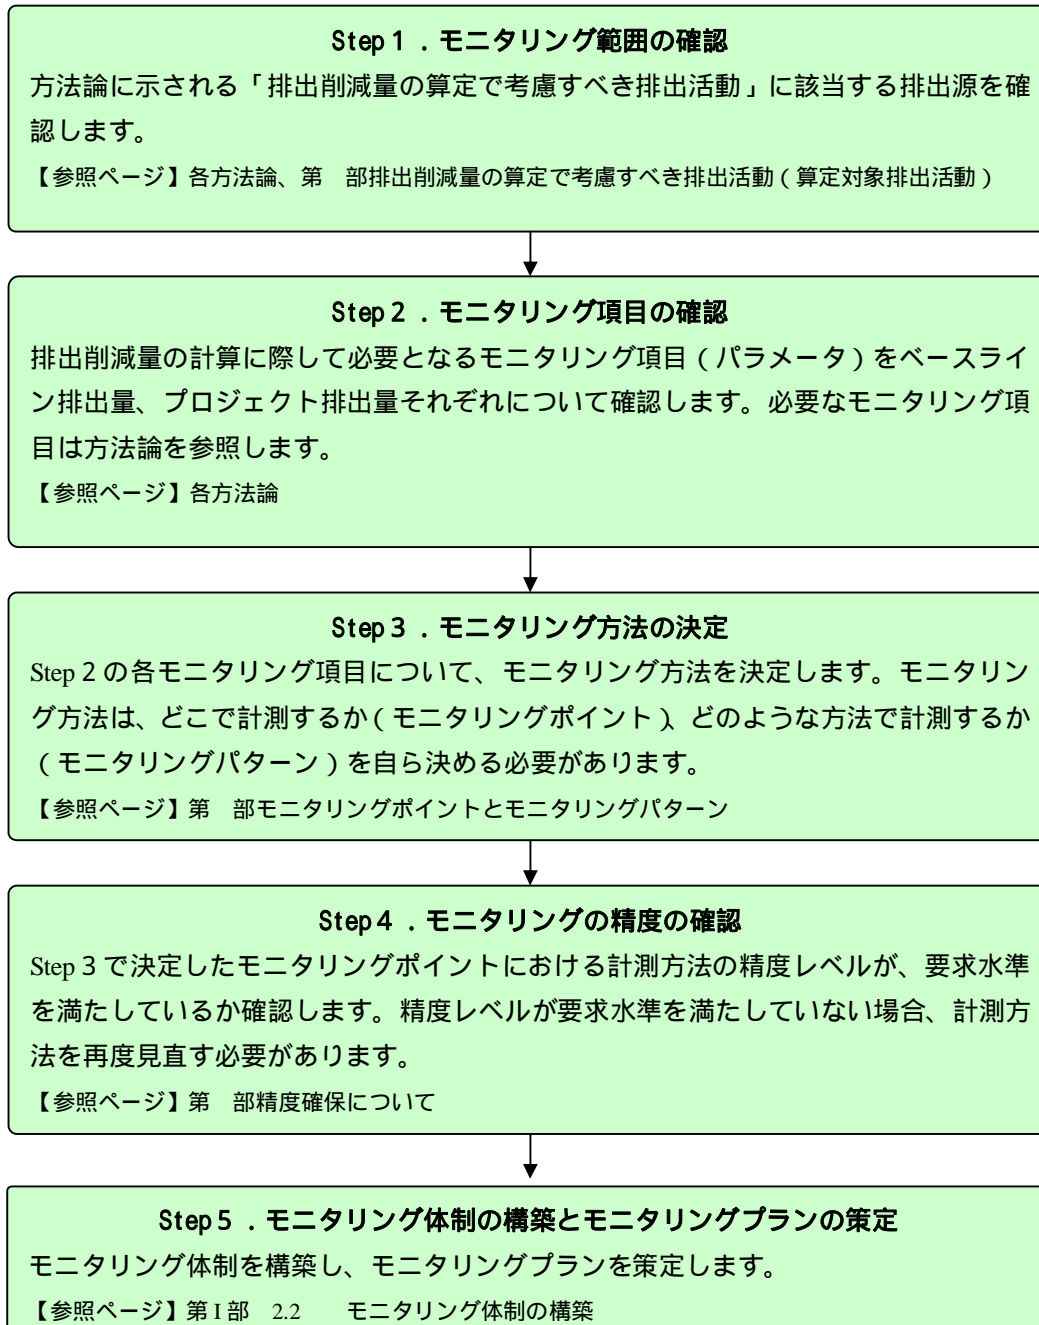 Step１．モニタリング範囲の確認
方法論に示される「排出削減量の算定で考慮すべき排出活動」に該当する排出源を確
認します。
【参照ページ】各方法論、第　部排出削減量の算定で考慮すべき排出活動（算定対象排出活動）
Step２．モニタリング項目の確認
排出削減量の計算に際して必要となるモニタリング項目（パラメータ）をベースライ
ン排出量、プロジェクト排出量それぞれについて確認します。必要なモニタリング項
目は方法論を参照します。
【参照ページ】各方法論
Step３．モニタリング方法の決定
Step２の各モニタリング項目について、モニタリング方法を決定します。モニタリン
グ方法は、どこで計測するか（モニタリングポイント）、どのような方法で計測するか
（モニタリングパターン）を自ら決める必要があります。
【参照ページ】第　部モニタリングポイントとモニタリングパターン
Step４．モニタリングの精度の確認
Step３で決定したモニタリングポイントにおける計測方法の精度レベルが、要求水準
を満たしているか確認します。精度レベルが要求水準を満たしていない場合、計測方
法を再度見直す必要があります。
【参照ページ】第　部精度確保について
Step５．モニタリング体制の構築とモニタリングプランの策定
モニタリング体制を構築し、モニタリングプランを策定します。
【参照ページ】第Ⅰ部　2.2　　モニタリング体制の構築